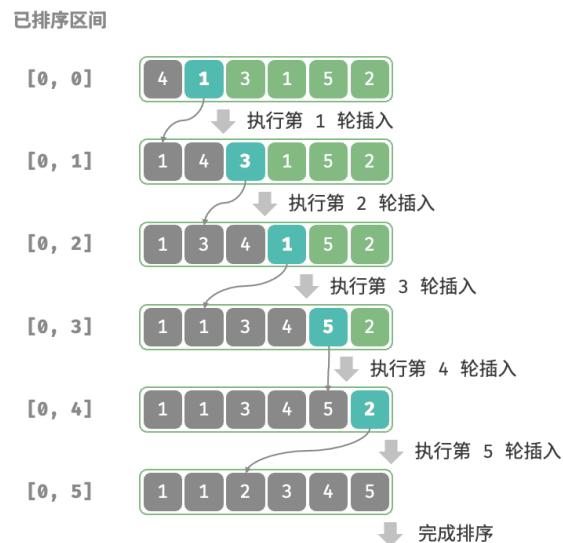 已排序区间
[0, 0] 4 1 3 1 5 2
执行第 1 轮插入
[0, 1] 1 4 3 1 5 2
执行第 2 轮插入
[0, 2] 1 3 4 1 5 2
执行第 3 轮插入
[0, 3] 1 1 3 4 5 2
执行第 4 轮插入
[0, 4] 1 1 3 4 5 2
执行第 5 轮插入
[0, 5] 1 1 2 3 4 5
完成排序